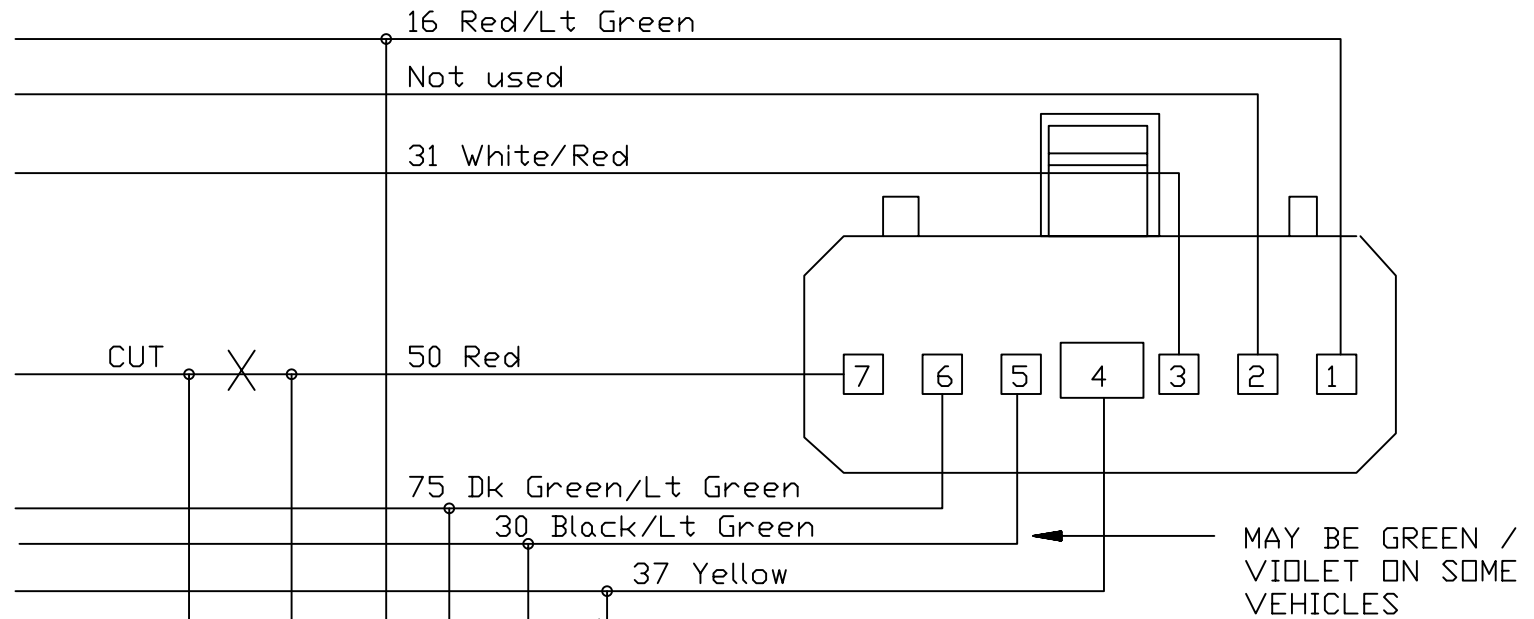 16 Red/Lt Green
Not used
31 White/Red
CUT
50 Red
7 6 5 4 3 2 1
75 Dk Green/Lt Green
30 Black/Lt Green
37 Yellow
MAY BE GREEN /
VIOLET ON SOME
VEHICLES